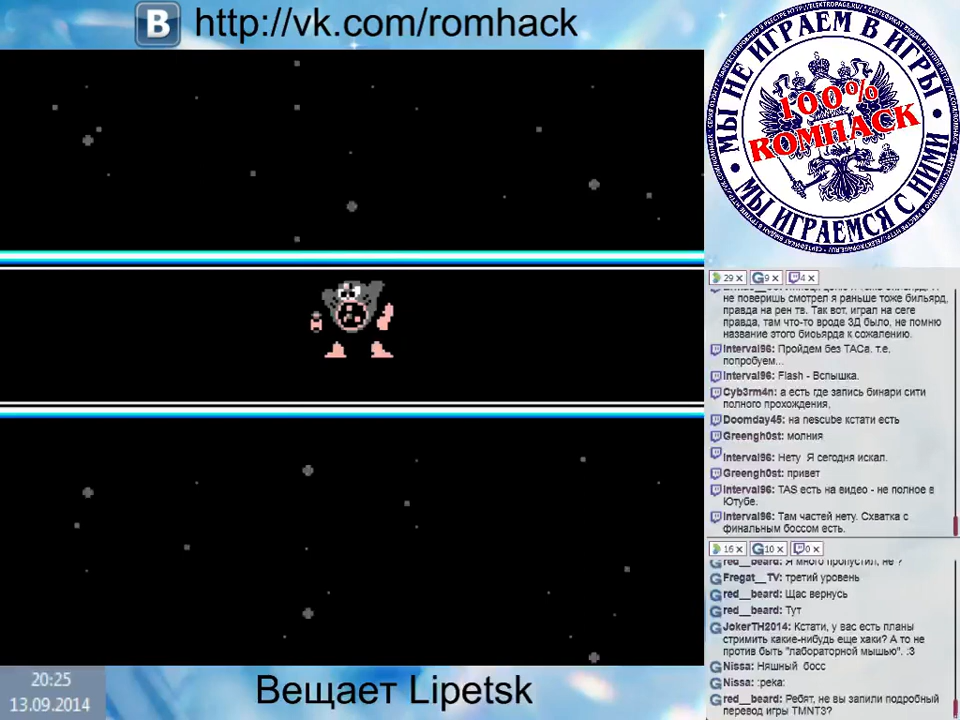 В http://vk.com/romhack
МЫ НЕ ИГРАЕМ В ИГРЫ
100%
ROMHACK
МЫ ИГРАЕМСЯ С НИМИ
29 × G9 × 4 ×
не поверишь смотрел я раньше тоже бильярд,
правда на рен тв. Так вот, играл на сеге
правда, там что-то вроде 3Д было, не помню
название этого биоьярда к сожалению.
Interval96: Пройдем без ТАСа. т.е.
попробуем...
Interval96: Flash - Вспышка.
Cyb3rm4n: а есть где запись бинари сити
полного прохождения,
Doomday45: на nescube кстати есть
Greengh0st: молния
Interval96: Нету Я сегодня искал.
Greengh0st: привет
Interval96: TAS есть на видео - не полное в
Ютубе.
Interval96: Там частей нету. Схватка с
финальным боссом есть.
16 × G10 × 0 ×
red__beard: Я много пропустил, не ?
Fregat__TV: третий уровень
red__beard: Щас вернусь
red__beard: Тут
JokerTH2014: Кстати, у вас есть планы
стримить какие-нибудь еще хаки? А то не
против быть "лабораторной мышью". :3
Nissa: Няшный босс
Nissa: :река:
red__beard: Ребят, не вы запили подробный
перевод игры TMNT3?
20:25
13.09.2014
Вещает Lipetsk